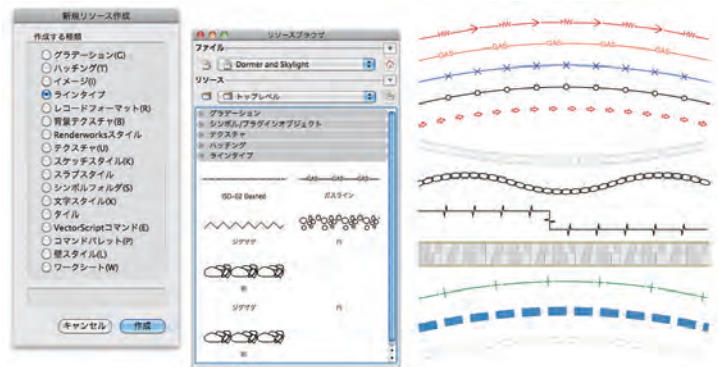 新規リソース作成
作成する種類
グラデーション(C)
ハッチング(T)
イメージ(I)
ラインタイプ
レコードフォーマット(R)
背景テクスチャ(B)
Renderworksスタイル
テクスチャ(U)
スケッチスタイル(K)
スラブスタイル
シンボルフォルダ(S)
文字スタイル(X)
タイル
VectorScriptコマンド(E)
コマンドパレット(P)
壁スタイル(L)
ワークシート(W)
キャンセル
作成
リソースブラウザ
ファイル
Dormer and Skylight
リソース
トップレベル
グラデーション
シンボル/プラグインオブジェクト
テクスチャ
ハッチング
ラインタイプ
GAS GAS
ISO-02 Dashed
ガスライン
ジグザグ
円
ジグザグ
円
HW HW HW
GAS GAS GAS